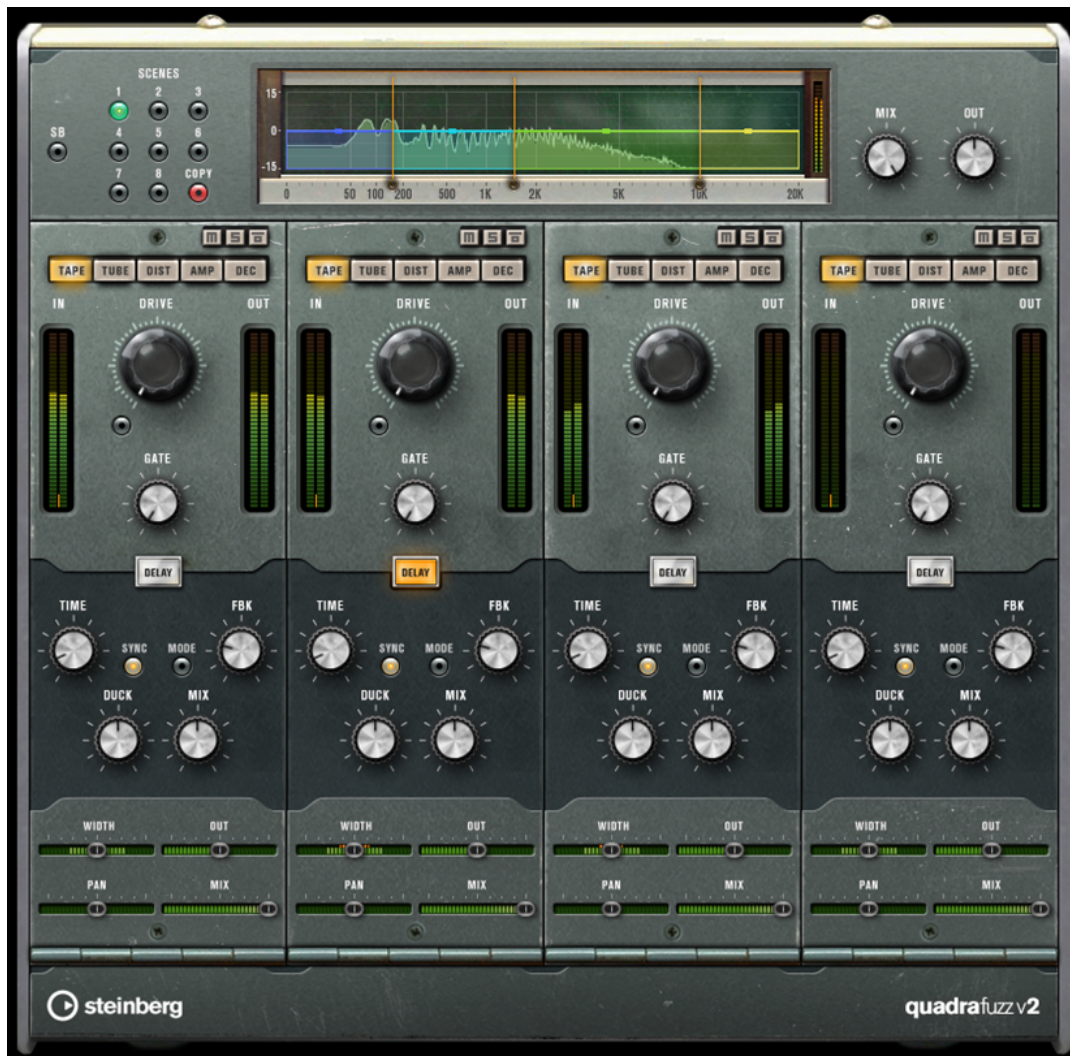 SCENES
1 2 3
SB
4 5 6
7 8 COPY
15
0
-15
0 50 100 200 500 1K 2K 5K 10K 20K
MIX OUT
M S
M S
M S
M S
TAPE TUBE DIST AMP DEC
TAPE TUBE DIST AMP DEC
TAPE TUBE DIST AMP DEC
TAPE TUBE DIST AMP DEC
IN DRIVE OUT
IN DRIVE OUT
IN DRIVE OUT
IN DRIVE OUT
GATE GATE GATE GATE
DELAY DELAY DELAY DELAY
TIME FBK
TIME FBK
TIME FBK
TIME FBK
SYNC MODE
SYNC MODE
SYNC MODE
SYNC MODE
DUCK MIX
DUCK MIX
DUCK MIX
DUCK MIX
WIDTH OUT
WIDTH OUT
WIDTH OUT
WIDTH OUT
PAN MIX
PAN MIX
PAN MIX
PAN MIX
steinberg
quadrafuzz v2